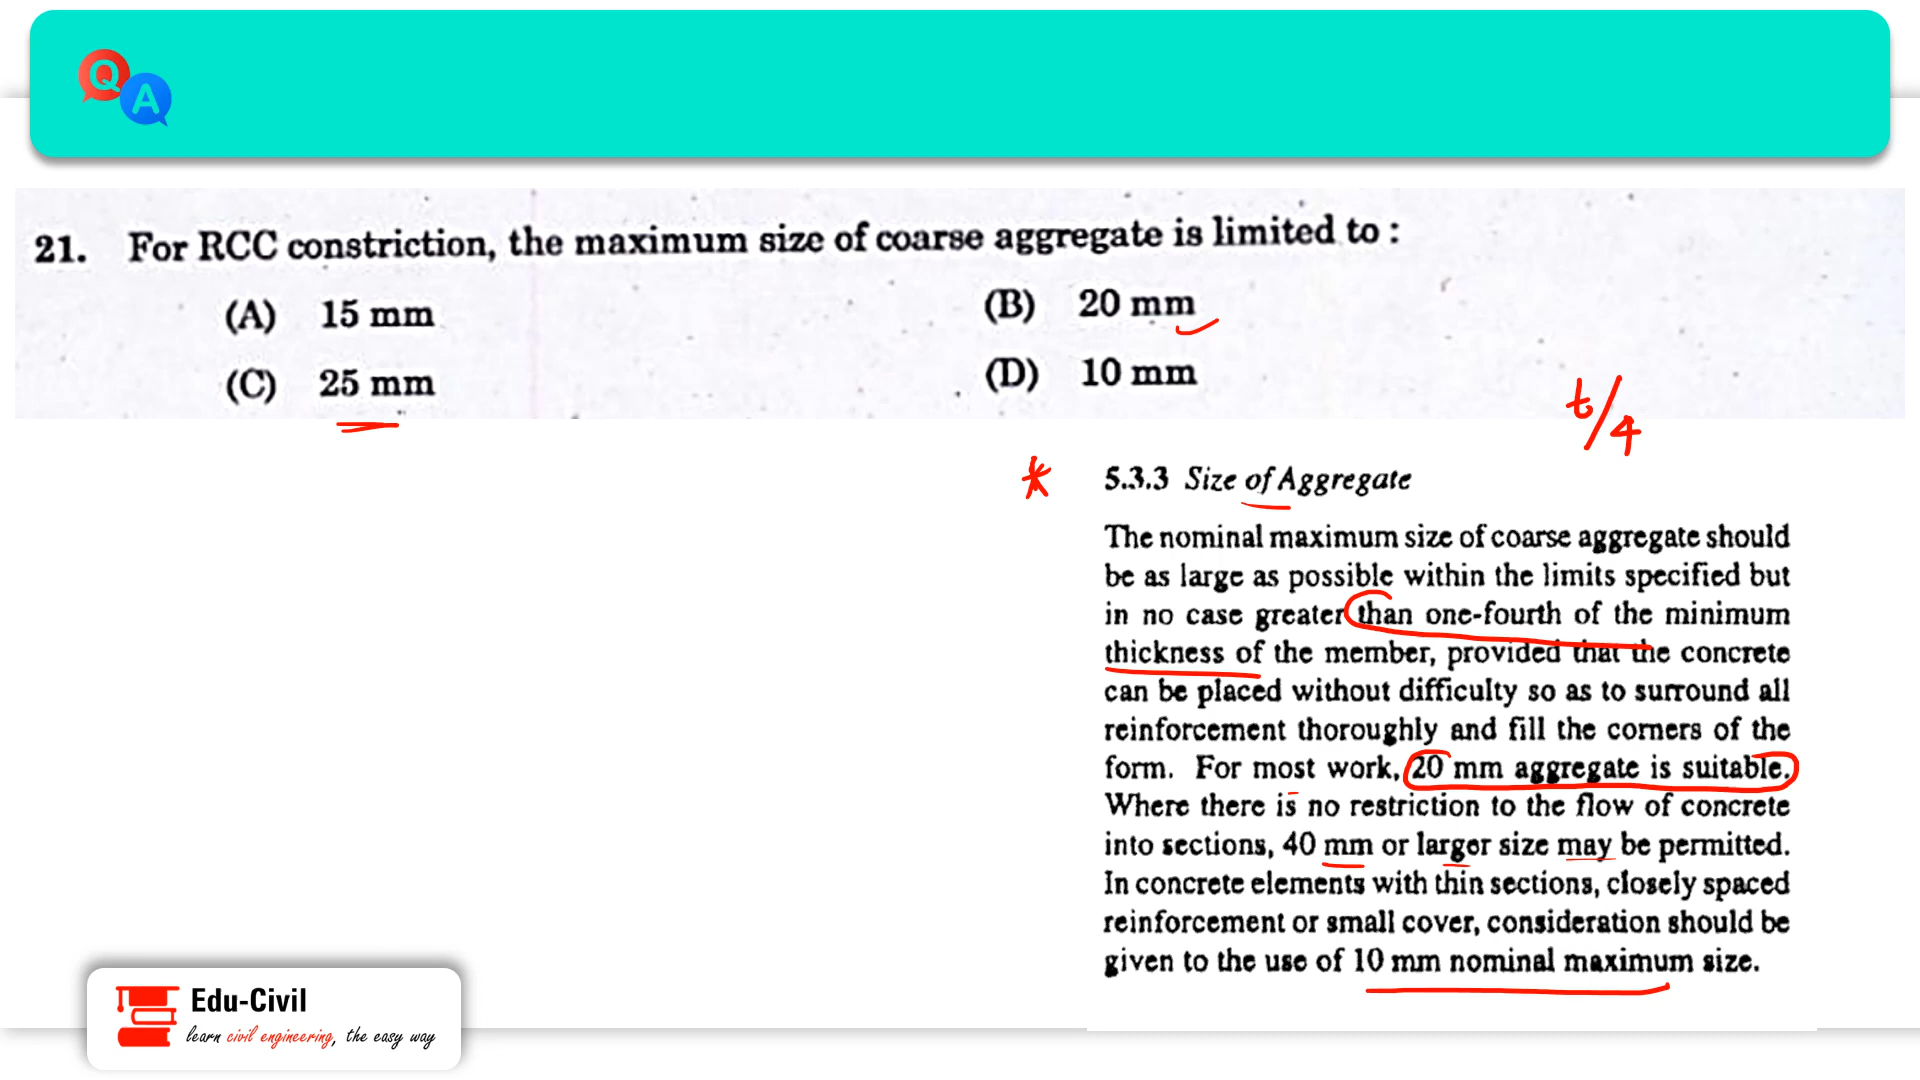 Q
A
21. For RCC constriction, the maximum size of coarse aggregate is limited to :
(A) 15 mm (B) 20 mm
(C) 25 mm (D) 10 mm
t/4
* 5.3.3 Size of Aggregate
The nominal maximum size of coarse aggregate should
be as large as possible within the limits specified but
in no case greater than one-fourth of the minimum
thickness of the member, provided that the concrete
can be placed without difficulty so as to surround all
reinforcement thoroughly and fill the corners of the
form. For most work, 20 mm aggregate is suitable.
Where there is no restriction to the flow of concrete
into sections, 40 mm or larger size may be permitted.
In concrete elements with thin sections, closely spaced
reinforcement or small cover, consideration should be
given to the use of 10 mm nominal maximum size.
Edu-Civil
learn civil engineering, the easy way